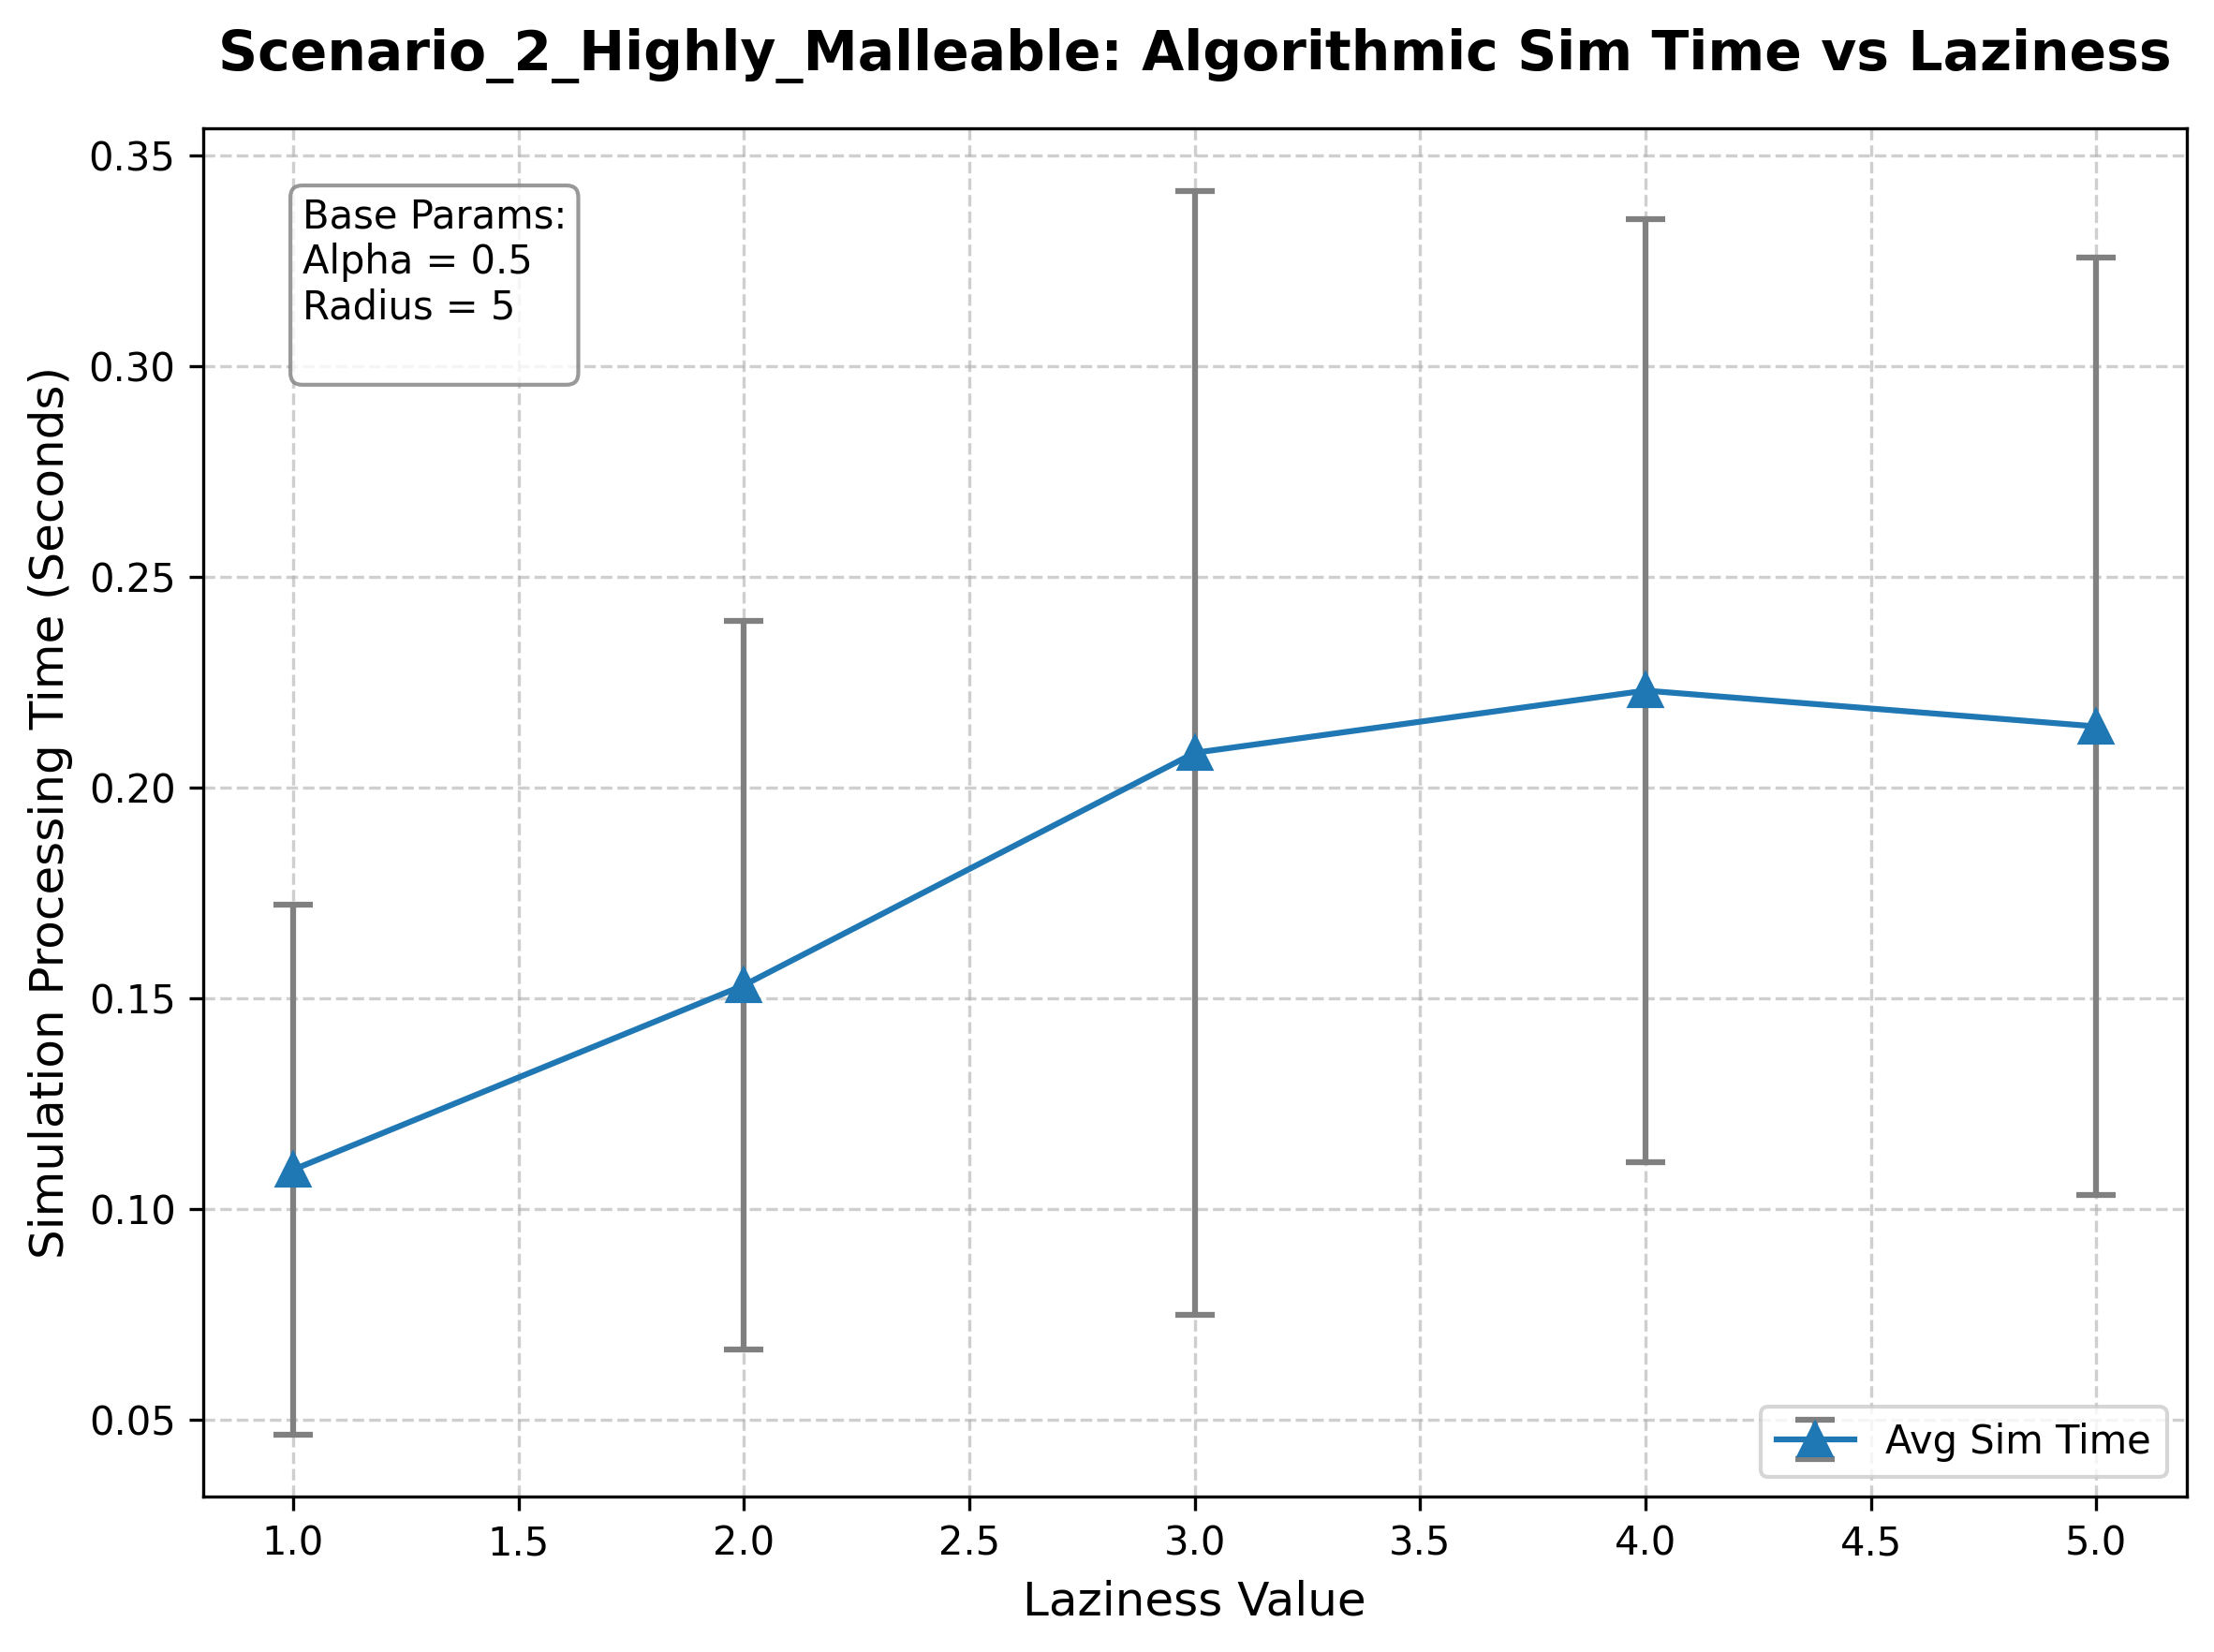 Scenario_2_Highly_Malleable: Algorithmic Sim Time vs Laziness
Simulation Processing Time (Seconds)
0.35
0.30
0.25
0.20
0.15
0.10
0.05
Base Params:
Alpha = 0.5
Radius = 5
Avg Sim Time
1.0 1.5 2.0 2.5 3.0 3.5 4.0 4.5 5.0
Laziness Value